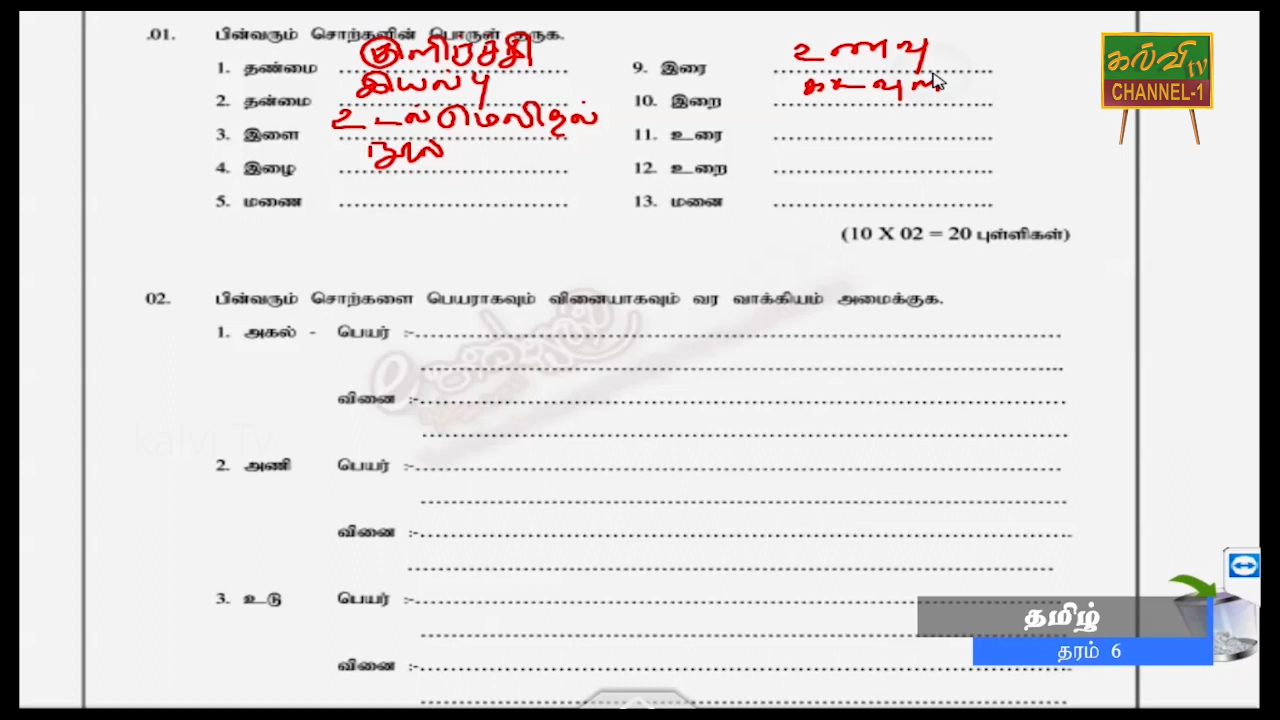 .01. பின்வரும் சொற்களின் பொருள் தருக.
1. தண்மை குளிர்ச்சி
2. தன்மை இயல்பு
3. இளை உடல்மெலிதல்
4. இழை நூல்
5. மணை
9. இரை உணவு
10. இறை கடவுள்
11. உரை
12. உறை
13. மனை
(10 X 02 = 20 புள்ளிகள்)
02. பின்வரும் சொற்களை பெயராகவும் வினையாகவும் வர வாக்கியம் அமைக்குக.
1. அகல் - பெயர் :-
வினை :-
2. அணி பெயர் :-
வினை :-
3. உடு பெயர் :-
வினை :-
kalvi Tv
கல்வி tv
CHANNEL-1
தமிழ்
தரம் 6